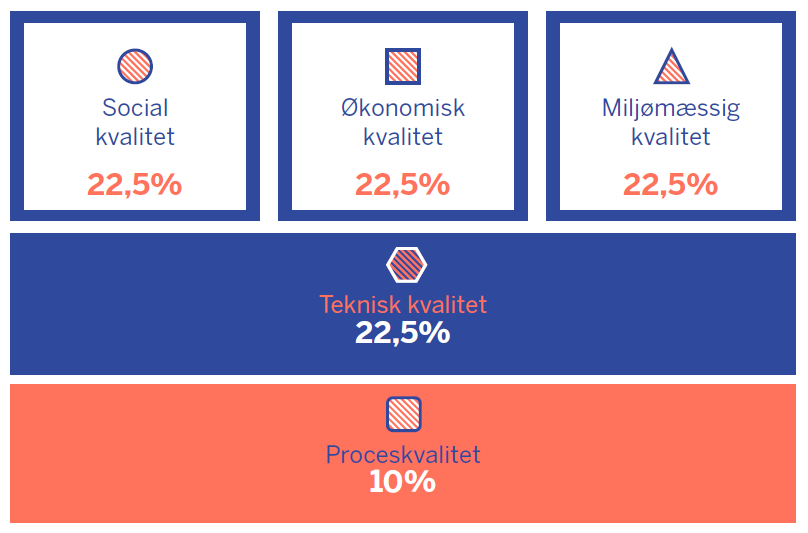 Social
kvalitet
22,5%
Økonomisk
kvalitet
22,5%
Miljømæssig
kvalitet
22,5%
Teknisk kvalitet
22,5%
Proceskvalitet
10%